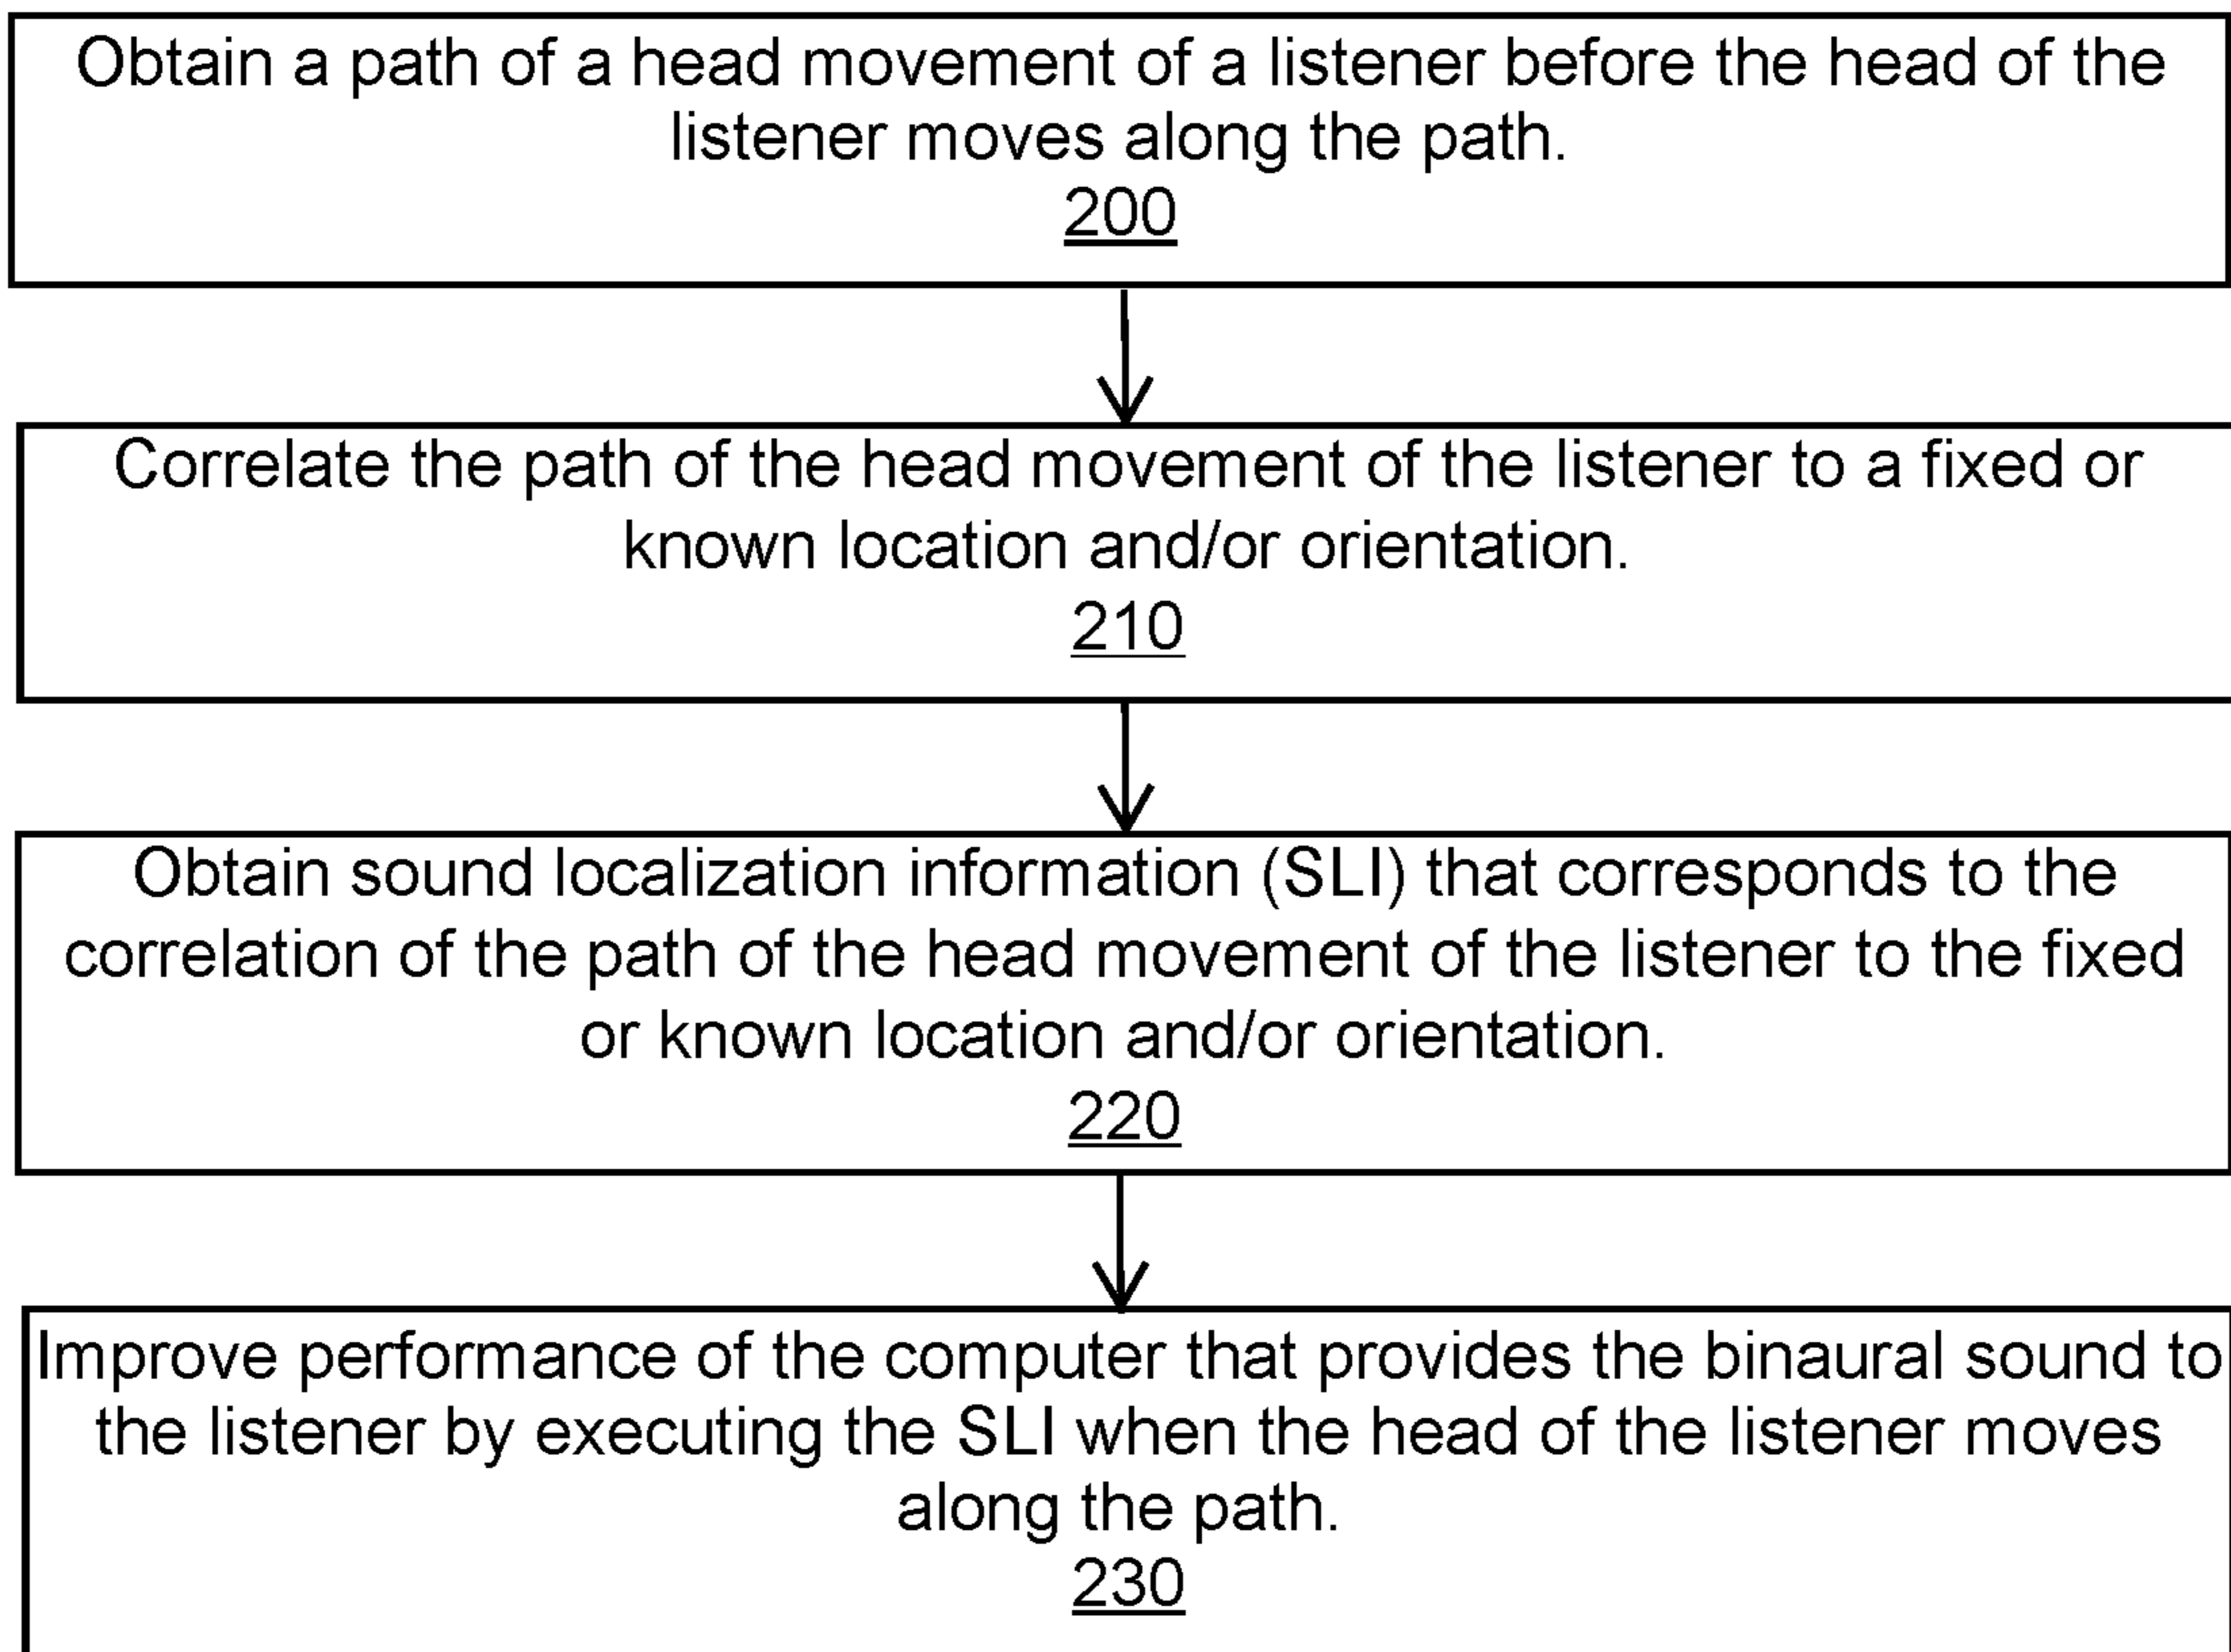 Obtain a path of a head movement of a listener before the head of the
listener moves along the path.
200
Correlate the path of the head movement of the listener to a fixed or
known location and/or orientation.
210
Obtain sound localization information (SLI) that corresponds to the
correlation of the path of the head movement of the listener to the fixed
or known location and/or orientation.
220
Improve performance of the computer that provides the binaural sound to
the listener by executing the SLI when the head of the listener moves
along the path.
230